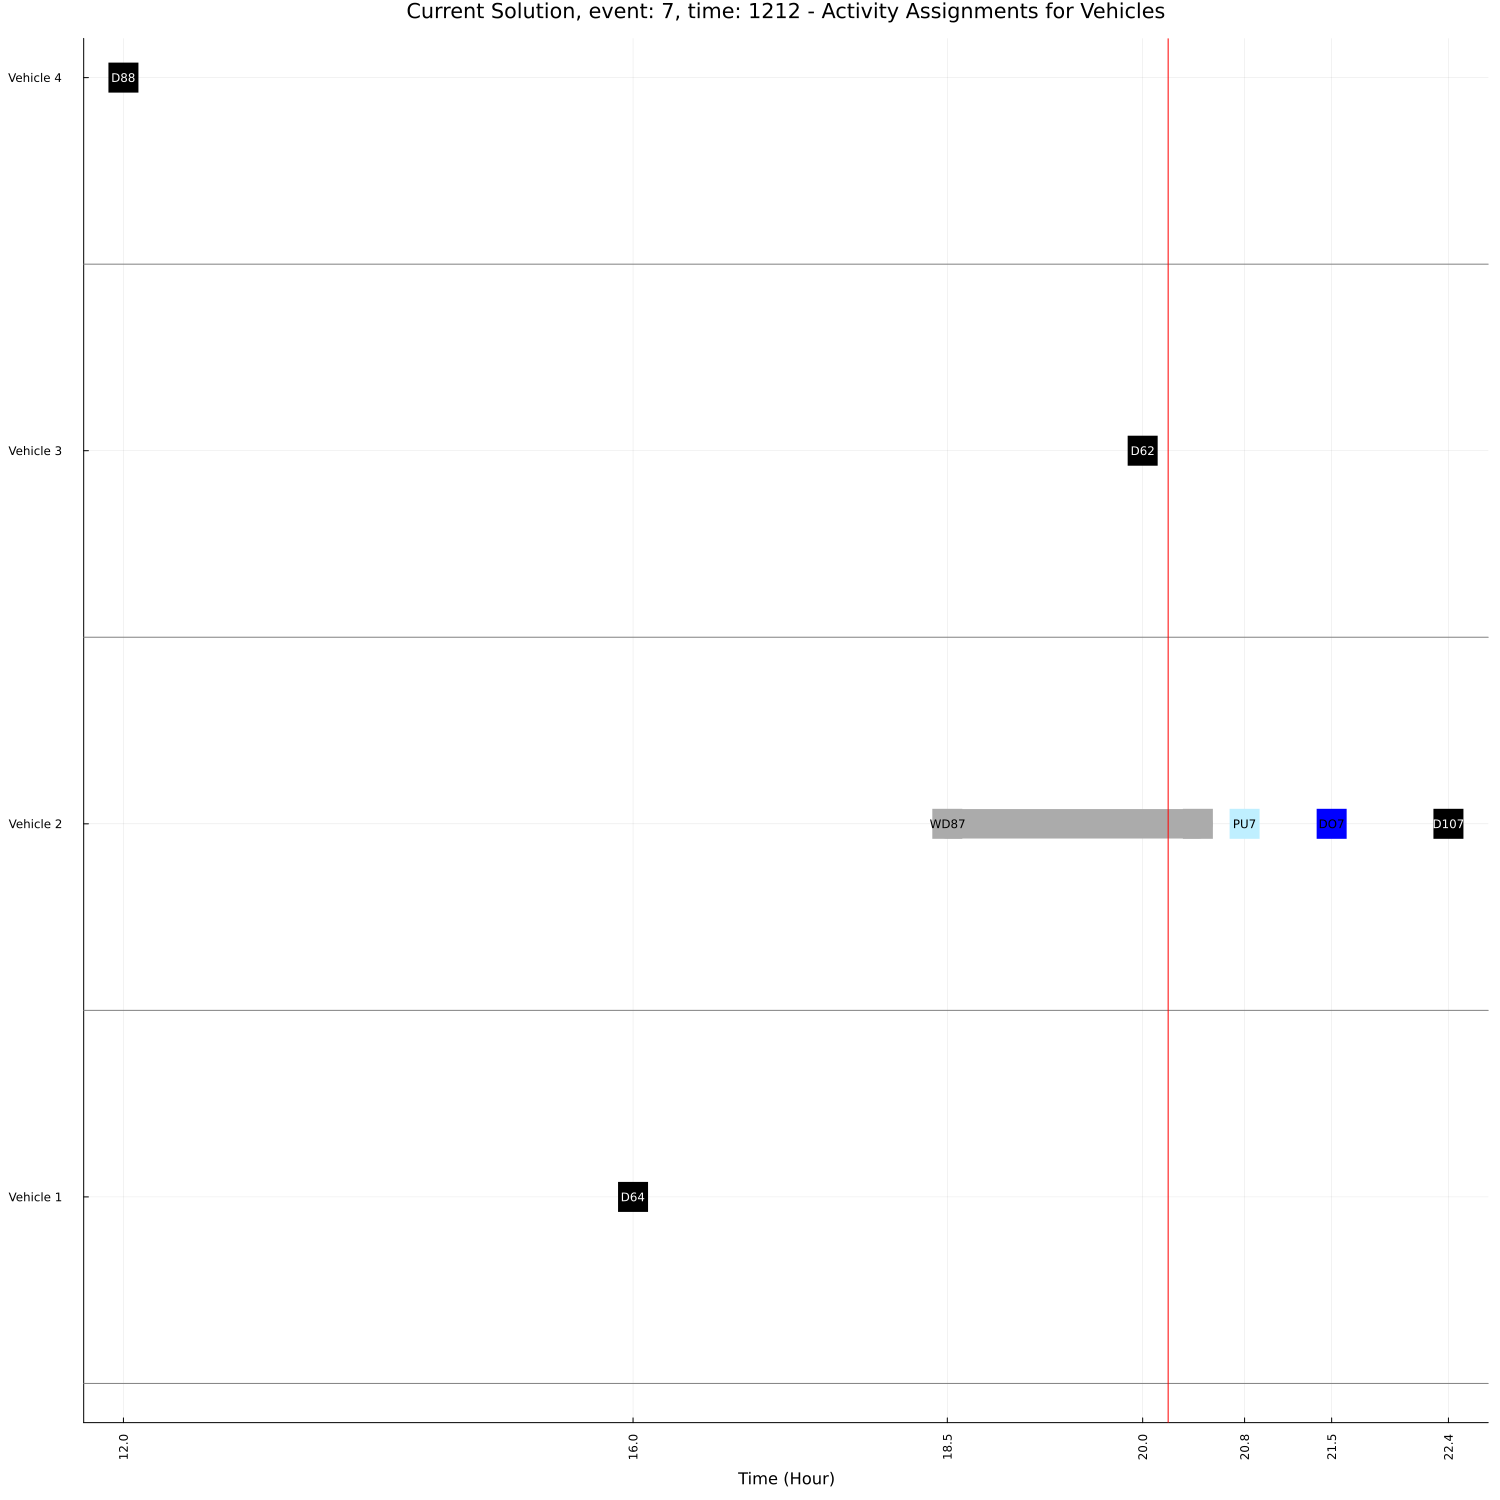 Current Solution, event: 7, time: 1212 - Activity Assignments for Vehicles
Vehicle 4
D88
Vehicle 3
D62
Vehicle 2
WD87
PU7
DO7
D107
Vehicle 1
D64
12.0
16.0
18.5
20.0
20.8
21.5
22.4
Time (Hour)